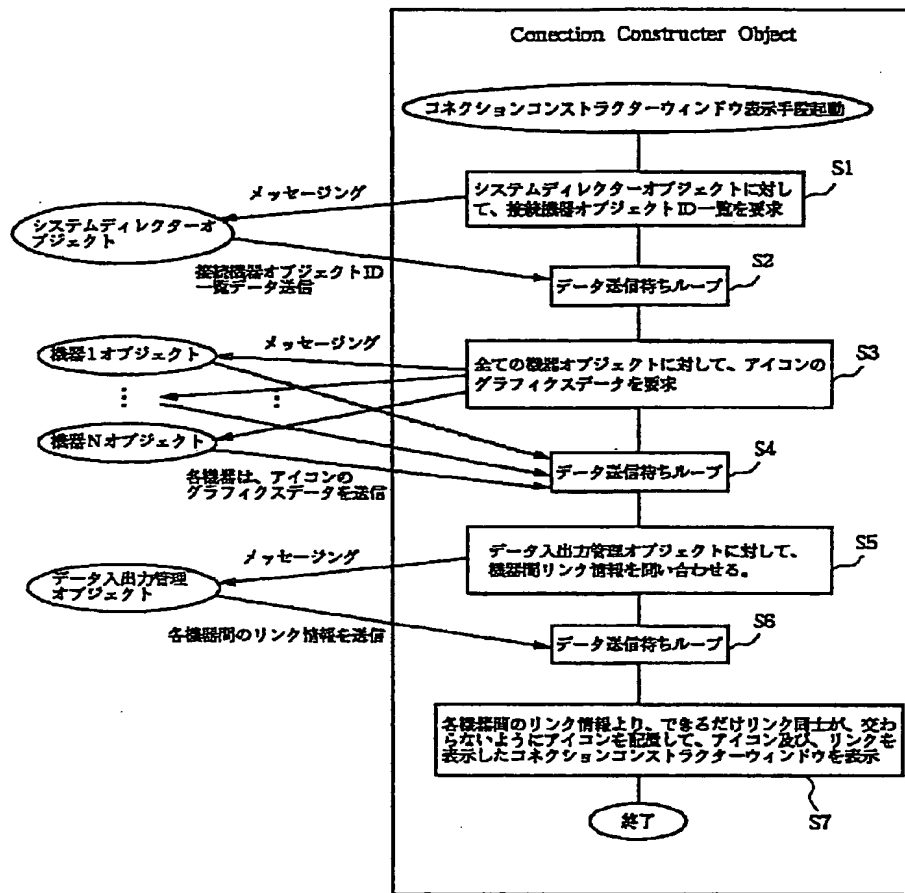 Conection Constructer Object
コネクションコンストラクターウィンドウ表示手段起動
S1
メッセージング
システムディレクターオブジェクトに対し
て、接続機器オブジェクトID一覧を要求
システムディレクターオ
ブジェクト
接続機器オブジェクトID
一覧データ送信
S2
データ送信待ちループ
メッセージング
機器1オブジェクト
S3
全ての機器オブジェクトに対して、アイコンの
グラフィクスデータを要求
機器Nオブジェクト
S4
データ送信待ちループ
各機器は、アイコンの
グラフィクスデータを送信
S5
メッセージング
データ入出力管理オブジェクトに対して、
機器間リンク情報を問い合わせる。
データ入出力管理
オブジェクト
S6
各機器間のリンク情報を送信
データ送信待ちループ
各機器間のリンク情報より、できるだけリンク同士が、交わ
らないようにアイコンを配置して、アイコン及び、リンクを
表示したコネクションコンストラクターウィンドウを表示
S7
終了